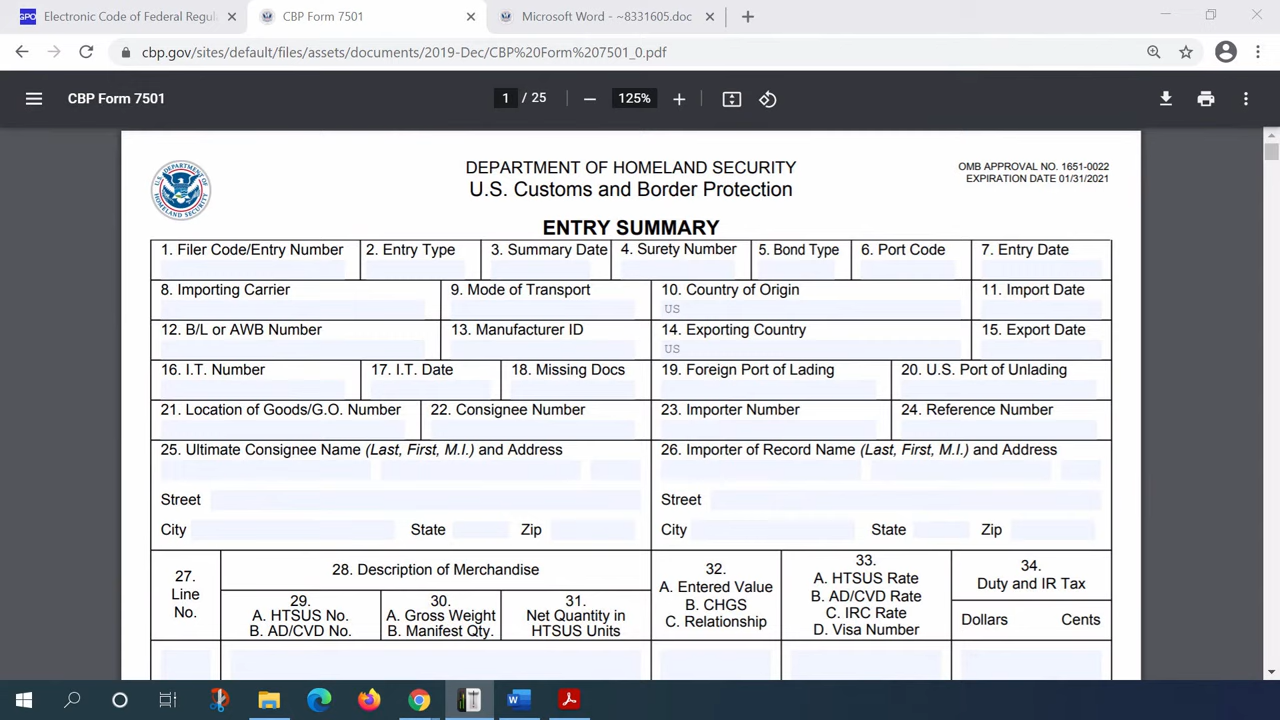 GPO Electronic Code of Federal Regula
CBP Form 7501
Microsoft Word - ~8331605.doc
cbp.gov/sites/default/files/assets/documents/2019-Dec/CBP%20Form%207501_0.pdf
CBP Form 7501
1 / 25
125%
DEPARTMENT OF HOMELAND SECURITY
U.S. Customs and Border Protection
OMB APPROVAL NO. 1651-0022
EXPIRATION DATE 01/31/2021
ENTRY SUMMARY
1. Filer Code/Entry Number
2. Entry Type
3. Summary Date
4. Surety Number
5. Bond Type
6. Port Code
7. Entry Date
8. Importing Carrier
9. Mode of Transport
10. Country of Origin
US
11. Import Date
12. B/L or AWB Number
13. Manufacturer ID
14. Exporting Country
US
15. Export Date
16. I.T. Number
17. I.T. Date
18. Missing Docs
19. Foreign Port of Lading
20. U.S. Port of Unlading
21. Location of Goods/G.O. Number
22. Consignee Number
23. Importer Number
24. Reference Number
25. Ultimate Consignee Name (Last, First, M.I.) and Address
Street
City State Zip
26. Importer of Record Name (Last, First, M.I.) and Address
Street
City State Zip
27.
Line
No.
28. Description of Merchandise
29.
A. HTSUS No.
B. AD/CVD No.
30.
A. Gross Weight
B. Manifest Qty.
31.
Net Quantity in
HTSUS Units
32.
A. Entered Value
B. CHGS
C. Relationship
33.
A. HTSUS Rate
B. AD/CVD Rate
C. IRC Rate
D. Visa Number
34.
Duty and IR Tax
Dollars Cents